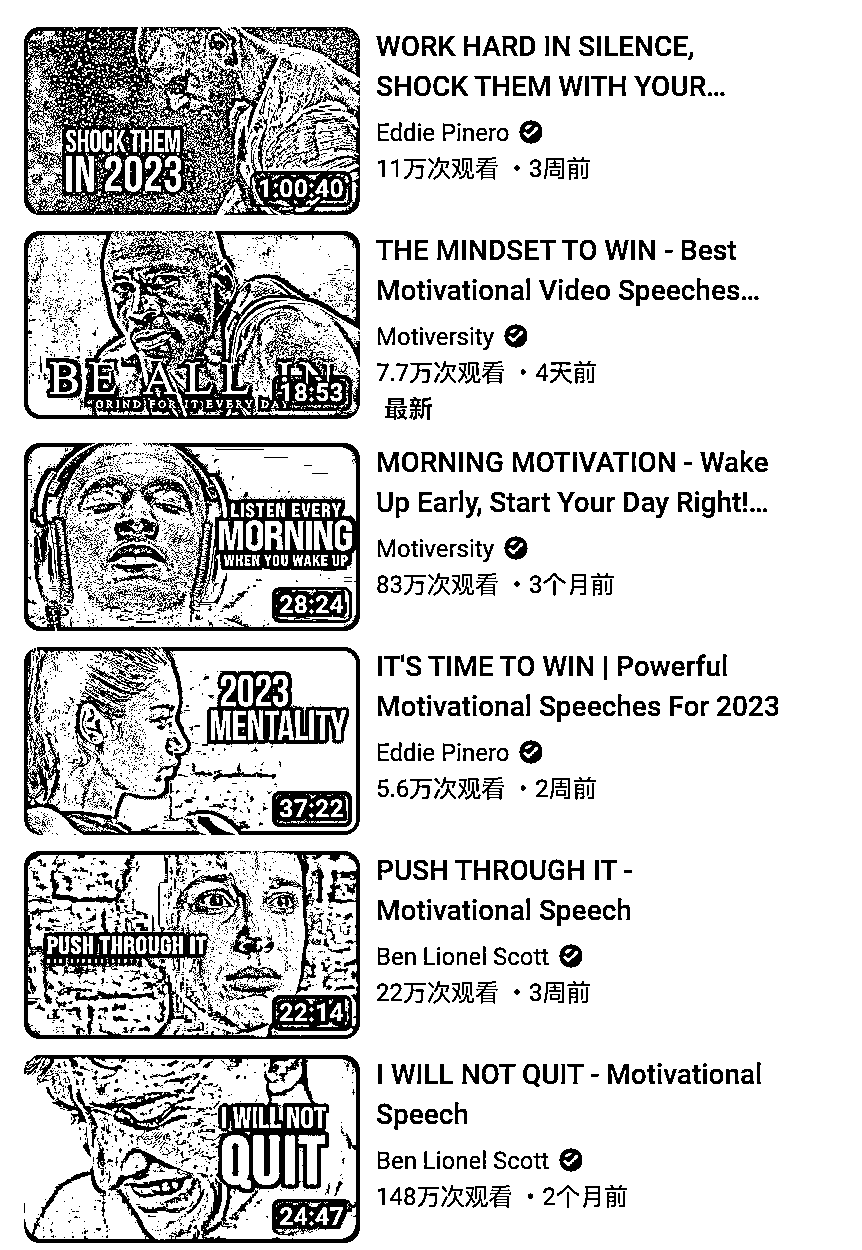 SHOCK THEM
IN 2023
1:00:40
WORK HARD IN SILENCE,
SHOCK THEM WITH YOUR...
Eddie Pinero
11万次观看 · 3周前
BE ALL IN
GRIND FOR IT EVERY DAY
18:53
THE MINDSET TO WIN - Best
Motivational Video Speeches...
Motiversity
7.7万次观看 · 4天前
最新
LISTEN EVERY
MORNING
WHEN YOU WAKE UP
28:24
MORNING MOTIVATION - Wake
Up Early, Start Your Day Right!...
Motiversity
83万次观看 · 3个月前
2023
MENTALITY
37:22
IT'S TIME TO WIN | Powerful
Motivational Speeches For 2023
Eddie Pinero
5.6万次观看 · 2周前
PUSH THROUGH IT
22:14
PUSH THROUGH IT -
Motivational Speech
Ben Lionel Scott
22万次观看 · 3周前
I WILL NOT
QUIT
24:47
I WILL NOT QUIT - Motivational
Speech
Ben Lionel Scott
148万次观看 · 2个月前